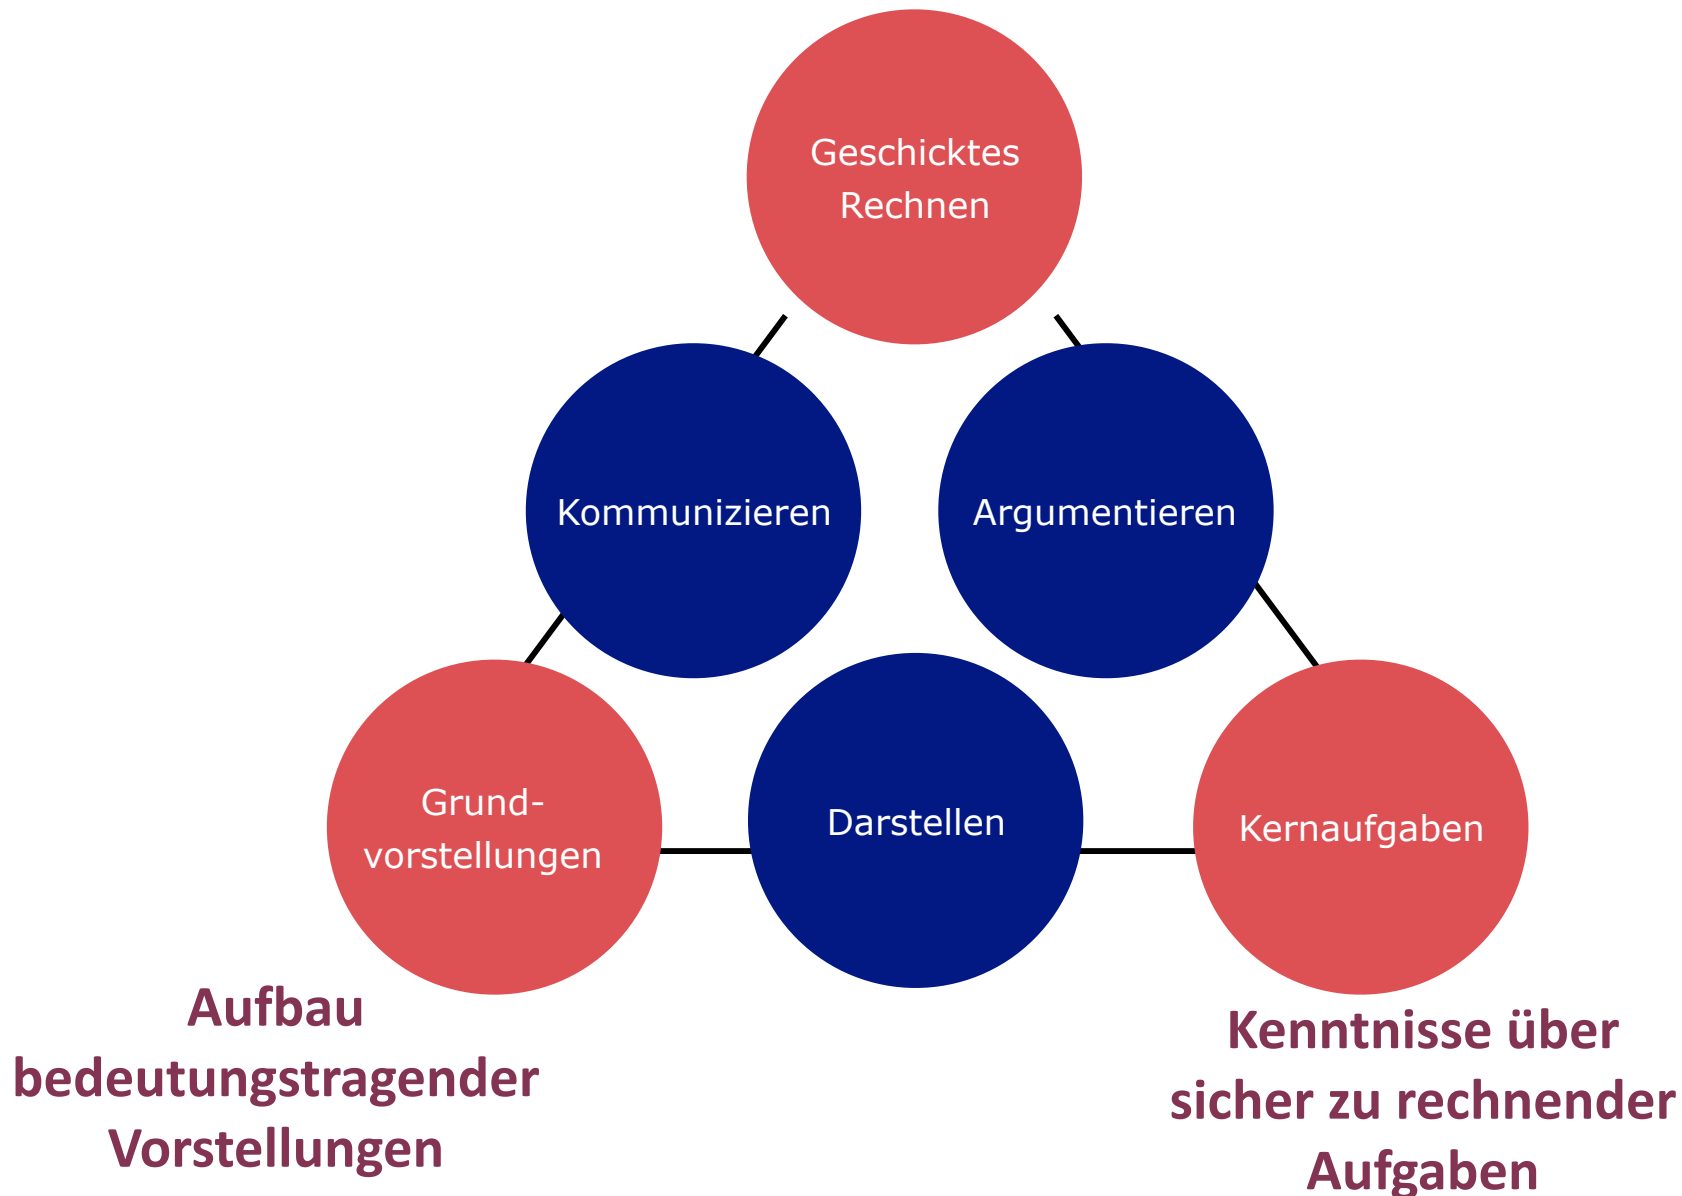 Geschicktes
Rechnen
Kommunizieren
Argumentieren
Grund-
vorstellungen
Darstellen
Kernaufgaben
Aufbau
bedeutungstragender
Vorstellungen
Kenntnisse über
sicher zu rechnender
Aufgaben